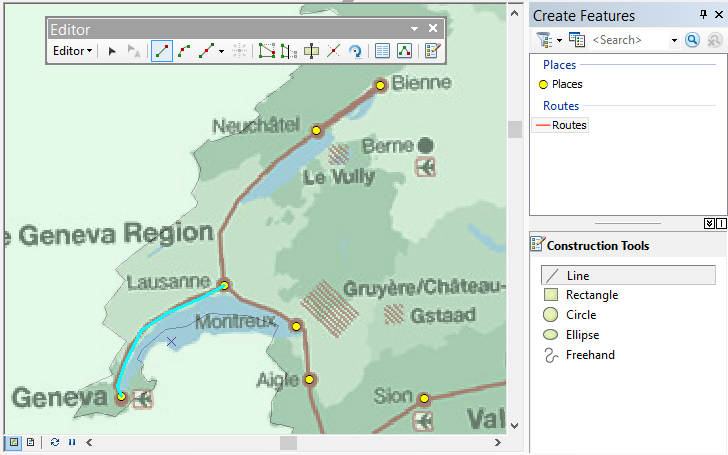 Editor
Editor
Bienne
Neuchâtel
Berne
Le Vully
e Geneva Region
Lausanne
Gruyère/Château-
Montreux
Gstaad
Aigle
Geneva
Sion
Val
Create Features
<Search>
Places
Places
Routes
Routes
Construction Tools
Line
Rectangle
Circle
Ellipse
Freehand